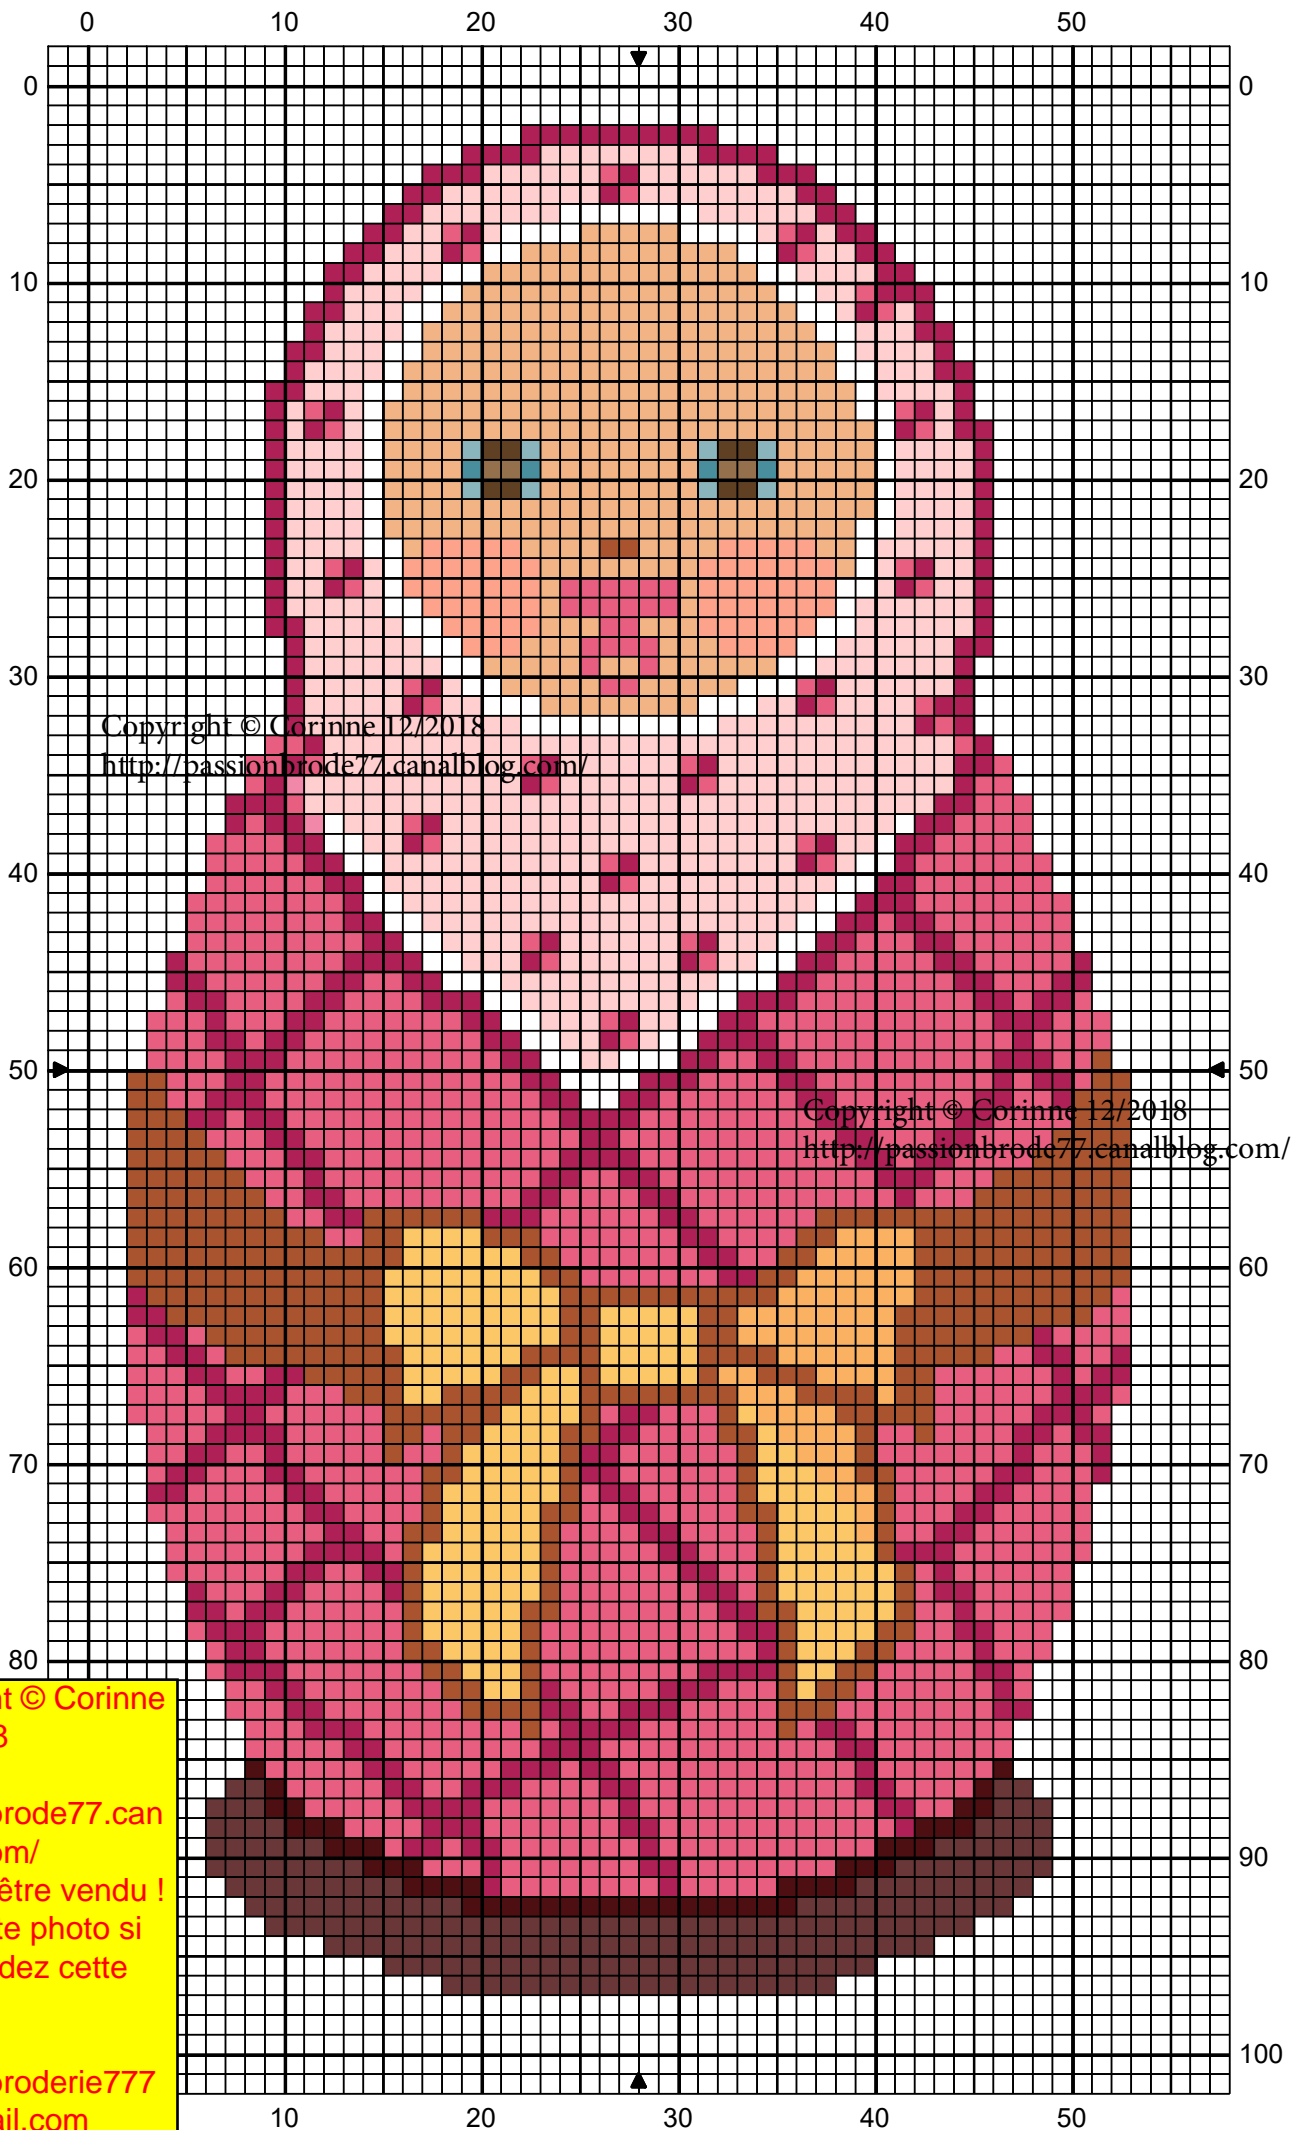 0 10 20 30 40 50
0 0
10 10
20 20
30 30
Copyright © Corinne 12/2018
http://passionbrode77.canalblog.com/
40 40
50 50
Copyright © Corinne 12/2018
http://passionbrode77.canalblog.com/
60 60
70 70
80 80
© Corinne
brode77.can
om/
être vendu !
te photo si
dez cette
90
100
broderie777
ail.com
10 20 30 40 50